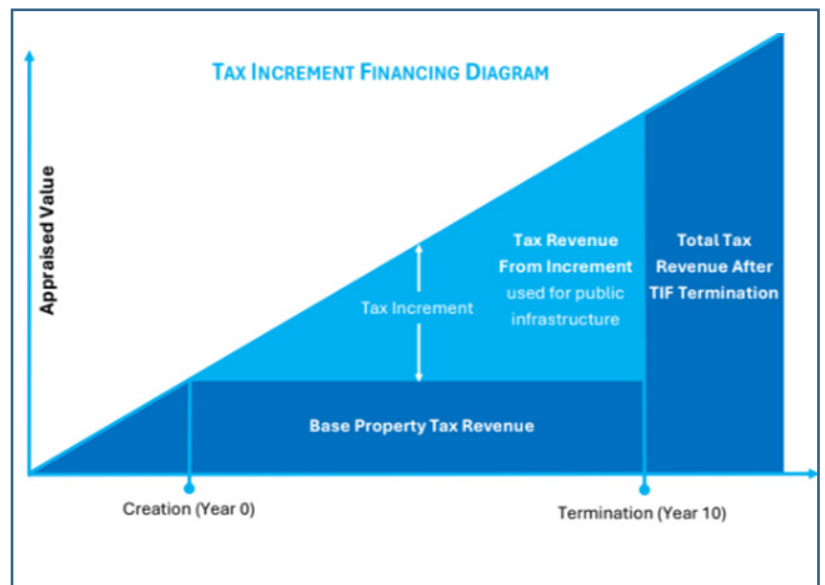 TAX INCREMENT FINANCING DIAGRAM
Appraised Value
Tax Revenue
From Increment
used for public
infrastructure
Total Tax
Revenue After
TIF Termination
Tax Increment
Base Property Tax Revenue
Creation (Year 0)
Termination (Year 10)